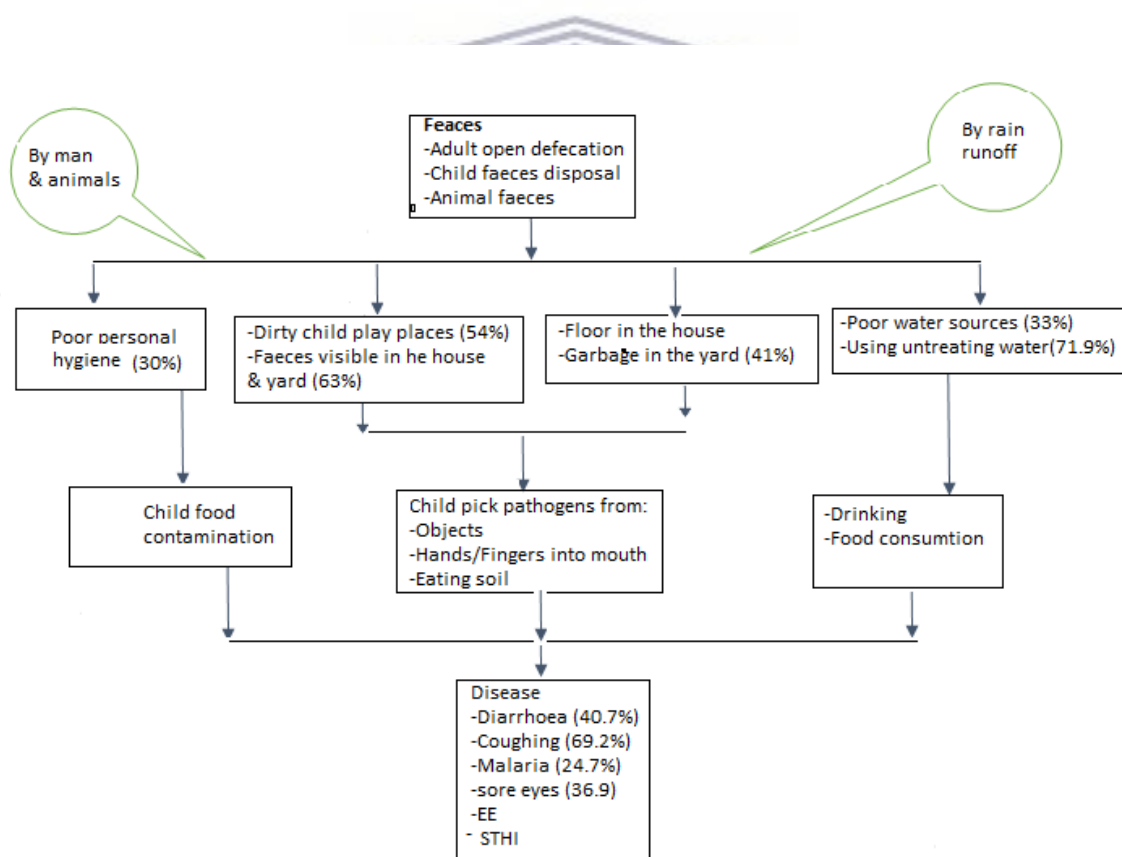 Feaces
-Adult open defecation
-Child faeces disposal
-Animal faeces
By man
& animals
By rain
runoff
Poor personal
hygiene (30%)
-Dirty child play places (54%)
-Faeces visible in he house
& yard (63%)
-Floor in the house
-Garbage in the yard (41%)
-Poor water sources (33%)
-Using untreating water(71.9%)
Child food
contamination
Child pick pathogens from:
-Objects
-Hands/Fingers into mouth
-Eating soil
-Drinking
-Food consumtion
Disease
-Diarrhoea (40.7%)
-Coughing (69.2%)
-Malaria (24.7%)
-sore eyes (36.9)
-EE
- STHI